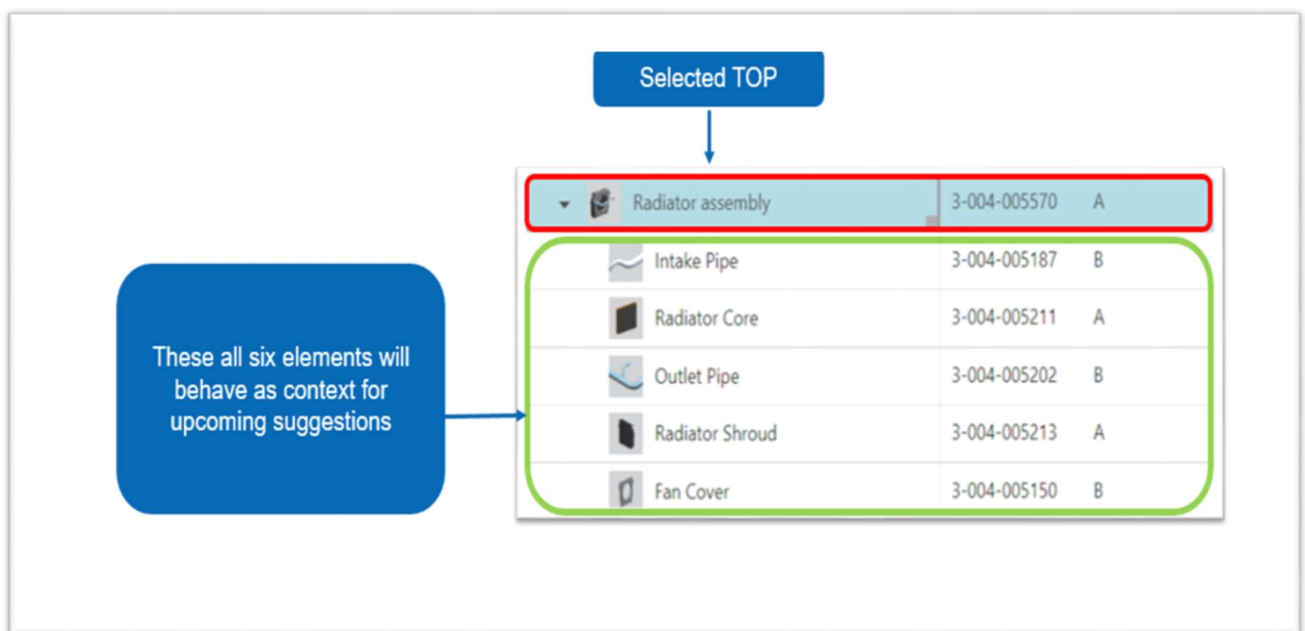 Selected TOP
Radiator assembly 3-004-005570 A
Intake Pipe 3-004-005187 B
Radiator Core 3-004-005211 A
These all six elements will
behave as context for
upcoming suggestions
Outlet Pipe 3-004-005202 B
Radiator Shroud 3-004-005213 A
Fan Cover 3-004-005150 B